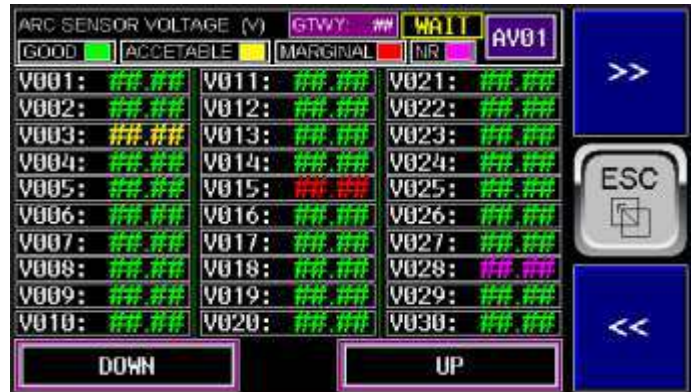 ARC SENSOR VOLTAGE (V) GTWY: ## WAIT AV01
GOOD ACCETABLE MARGINAL NR
V001: ##.## V011: ##.## V021: ##.##
V002: ##.## V012: ##.## V022: ##.##
V003: ##.## V013: ##.## V023: ##.##
V004: ##.## V014: ##.## V024: ##.##
V005: ##.## V015: ##.## V025: ##.##
V006: ##.## V016: ##.## V026: ##.##
V007: ##.## V017: ##.## V027: ##.##
V008: ##.## V018: ##.## V028: ##.##
V009: ##.## V019: ##.## V029: ##.##
V010: ##.## V020: ##.## V030: ##.##
DOWN UP
>>
ESC
<<